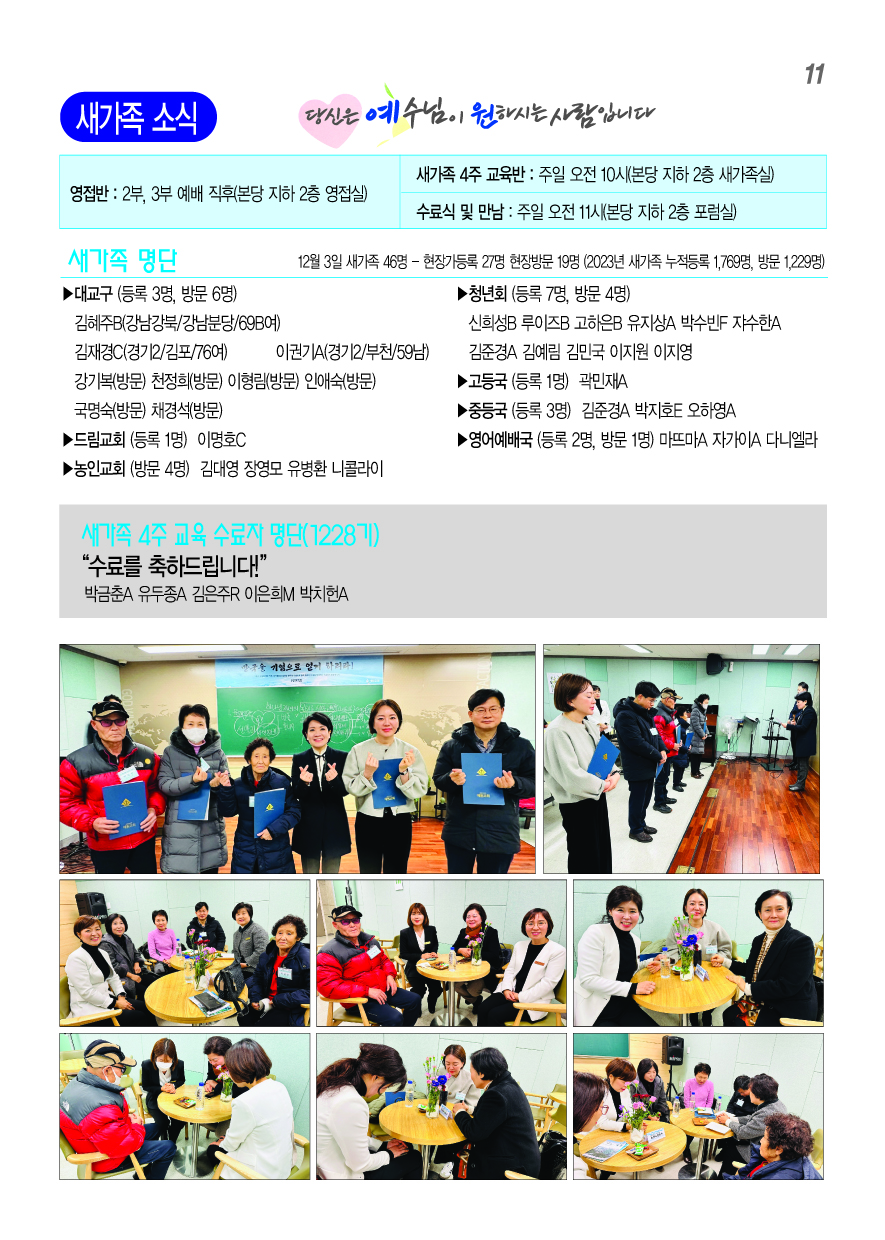 11
새가족 소식
당신은 예수님이 원하시는 사람입니다
영접반 : 2부, 3부 예배 직후(본당 지하 2층 영접실)
새가족 4주 교육반 : 주일 오전 10시(본당 지하 2층 새가족실)
수료식 및 만남 : 주일 오전 11시(본당 지하 2층 포럼실)
새가족 명단
12월 3일 새가족 46명 - 현장가등록 27명 현장방문 19명 (2023년 새가족 누적등록 1,769명, 방문 1,229명)
▶대교구 (등록 3명, 방문 6명)
김혜주B(강남강북/강남분당/69B여)
김재경C(경기2/김포/76여) 이권기A(경기2/부천/59남)
강기복(방문) 천정희(방문) 이형림(방문) 인애숙(방문)
국명숙(방문) 채경석(방문)
▶드림교회 (등록 1명) 이명호C
▶농인교회 (방문 4명) 김대영 장영모 유병환 니콜라이
▶청년회 (등록 7명, 방문 4명)
신희성B 루이즈B 고하은B 유지상A 박수빈F 쟈수한A
김준경A 김예림 김민국 이지원 이지영
▶고등국 (등록 1명) 곽민재A
▶중등국 (등록 3명) 김준경A 박지호E 오하영A
▶영어예배국 (등록 2명, 방문 1명) 마뜨마A 자가이A 다니엘라
새가족 4주 교육 수료자 명단(1228기)
“수료를 축하드립니다!”
박금춘A 유두종A 김은주R 이은희M 박치헌A